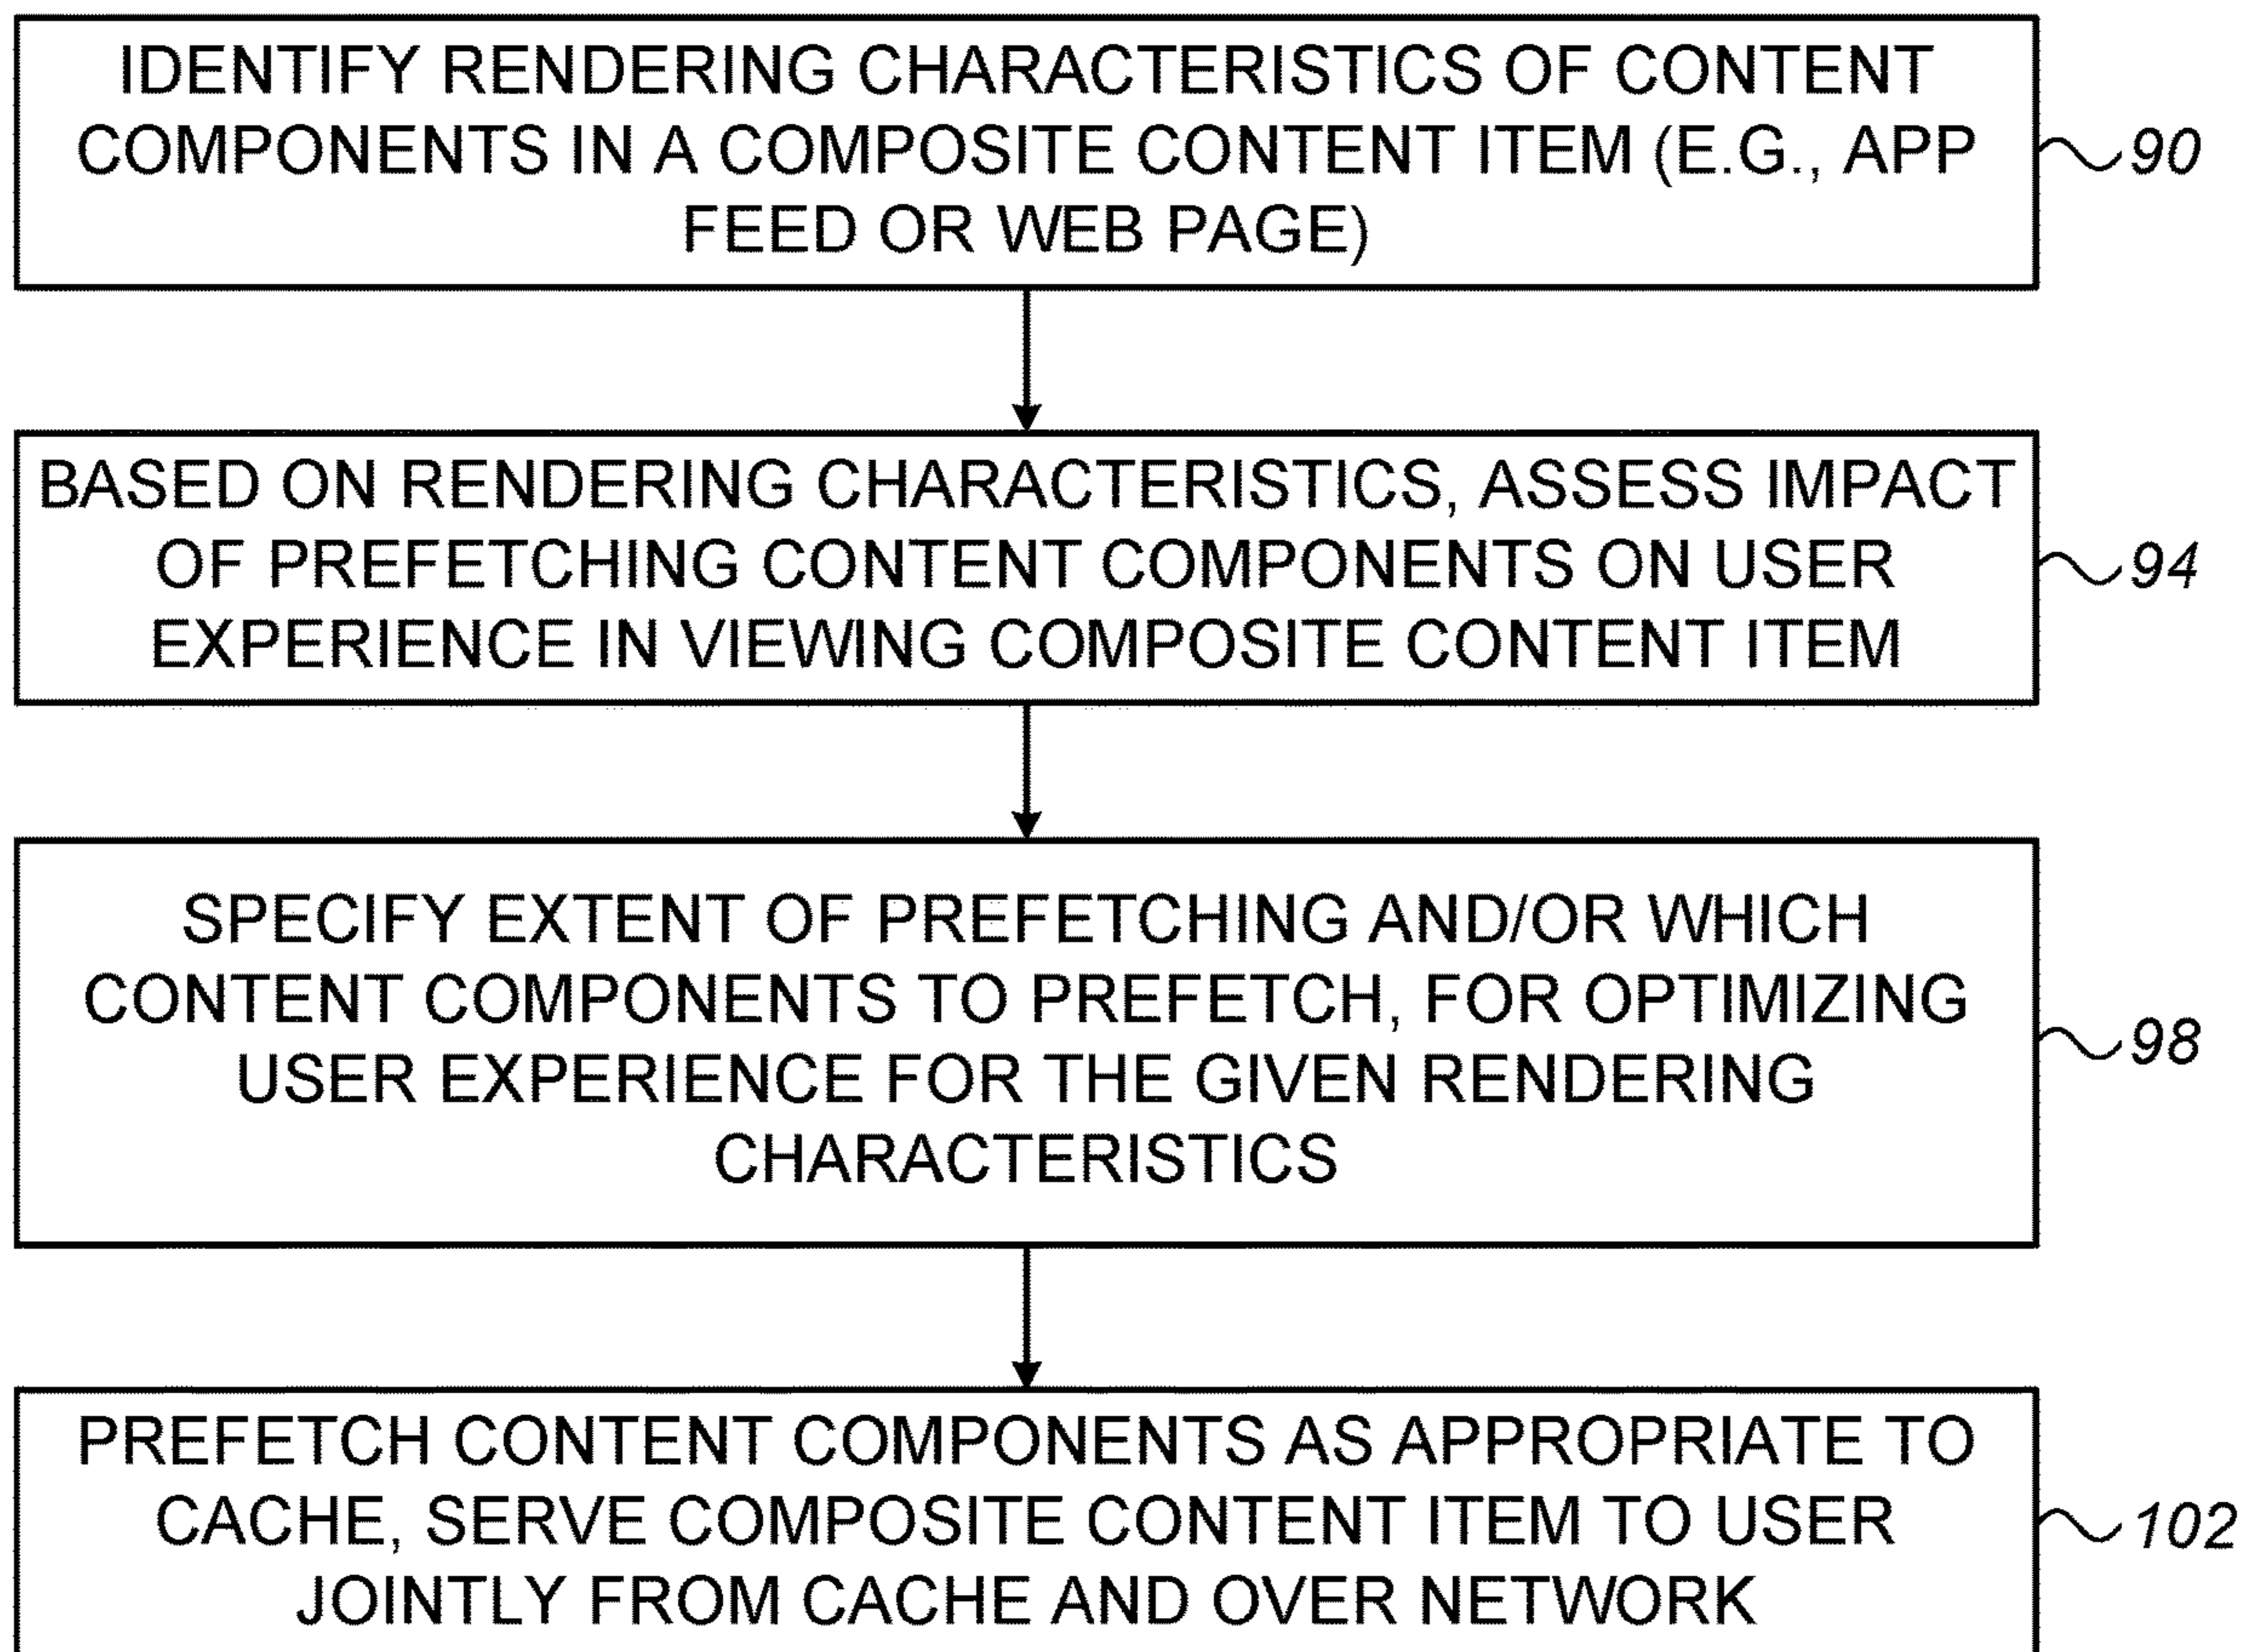 IDENTIFY RENDERING CHARACTERISTICS OF CONTENT
COMPONENTS IN A COMPOSITE CONTENT ITEM (E.G., APP
FEED OR WEB PAGE)
90
BASED ON RENDERING CHARACTERISTICS, ASSESS IMPACT
OF PREFETCHING CONTENT COMPONENTS ON USER
EXPERIENCE IN VIEWING COMPOSITE CONTENT ITEM
94
SPECIFY EXTENT OF PREFETCHING AND/OR WHICH
CONTENT COMPONENTS TO PREFETCH, FOR OPTIMIZING
USER EXPERIENCE FOR THE GIVEN RENDERING
CHARACTERISTICS
98
PREFETCH CONTENT COMPONENTS AS APPROPRIATE TO
CACHE, SERVE COMPOSITE CONTENT ITEM TO USER
JOINTLY FROM CACHE AND OVER NETWORK
102